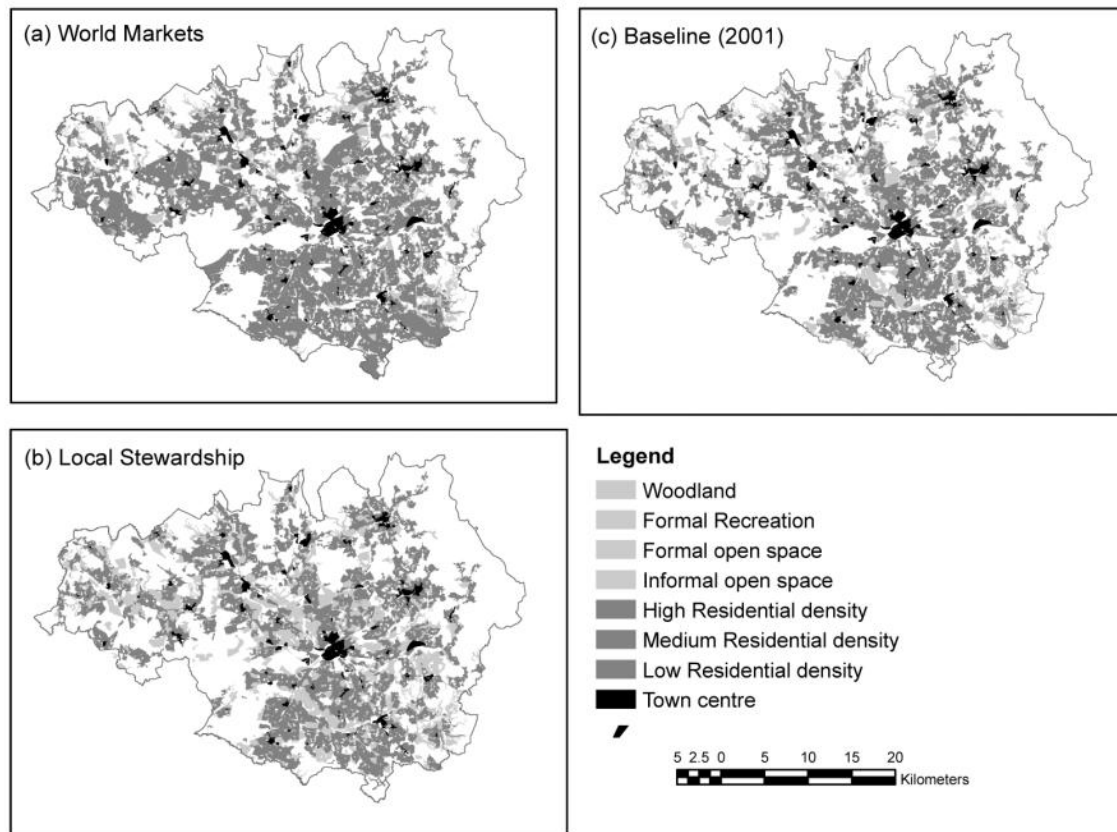 (a) World Markets
(c) Baseline (2001)
(b) Local Stewardship
Legend
Woodland
Formal Recreation
Formal open space
Informal open space
High Residential density
Medium Residential density
Low Residential density
Town centre
5 2.5 0 5 10 15 20
Kilometers